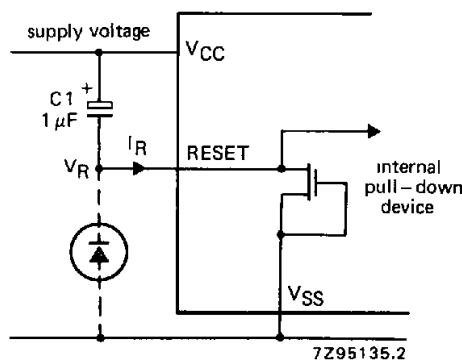 supply voltage
VCC
C1
+
1 μF
IR
VR
RESET
internal
pull–down
device
VSS
7Z95135.2